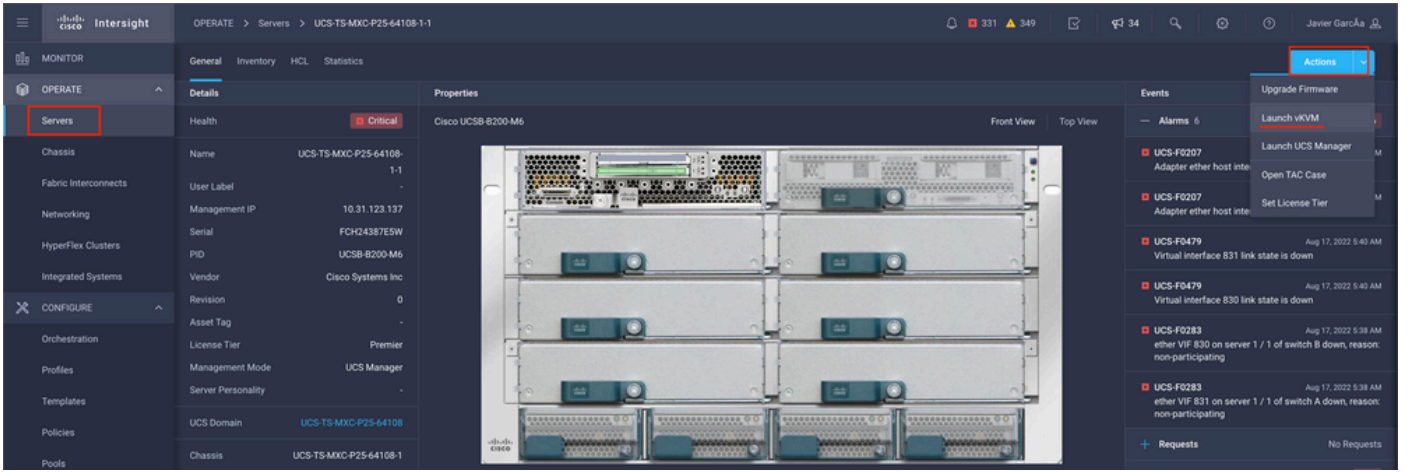 cisco Intersight
OPERATE > Servers > UCS-TS-MXC-P25-64108-1-1
331 349
34
Javier GarcÃa
MONITOR
OPERATE
Servers
Chassis
Fabric Interconnects
Networking
HyperFlex Clusters
Integrated Systems
CONFIGURE
Orchestration
Profiles
Templates
Policies
Pools
General Inventory HCL Statistics
Actions
Upgrade Firmware
Launch vKVM
Launch UCS Manager
Open TAC Case
Set License Tier
Details
Health Critical
Name UCS-TS-MXC-P25-64108-
1-1
User Label -
Management IP 10.31.123.137
Serial FCH24387E5W
PID UCSB-B200-M6
Vendor Cisco Systems Inc
Revision 0
Asset Tag -
License Tier Premier
Management Mode UCS Manager
Server Personality -
UCS Domain UCS-TS-MXC-P25-64108
Chassis UCS-TS-MXC-P25-64108-1
Properties
Cisco UCSB-B200-M6 Front View Top View
CISCO
Events
Alarms 6
UCS-F0207
Adapter ether host inte
UCS-F0207
Adapter ether host inte
UCS-F0479 Aug 17, 2022 5:40 AM
Virtual interface 831 link state is down
UCS-F0479 Aug 17, 2022 5:40 AM
Virtual interface 830 link state is down
UCS-F0283 Aug 17, 2022 5:38 AM
ether VIF 830 on server 1 / 1 of switch B down, reason:
non-participating
UCS-F0283 Aug 17, 2022 5:38 AM
ether VIF 831 on server 1 / 1 of switch A down, reason:
non-participating
Requests No Requests